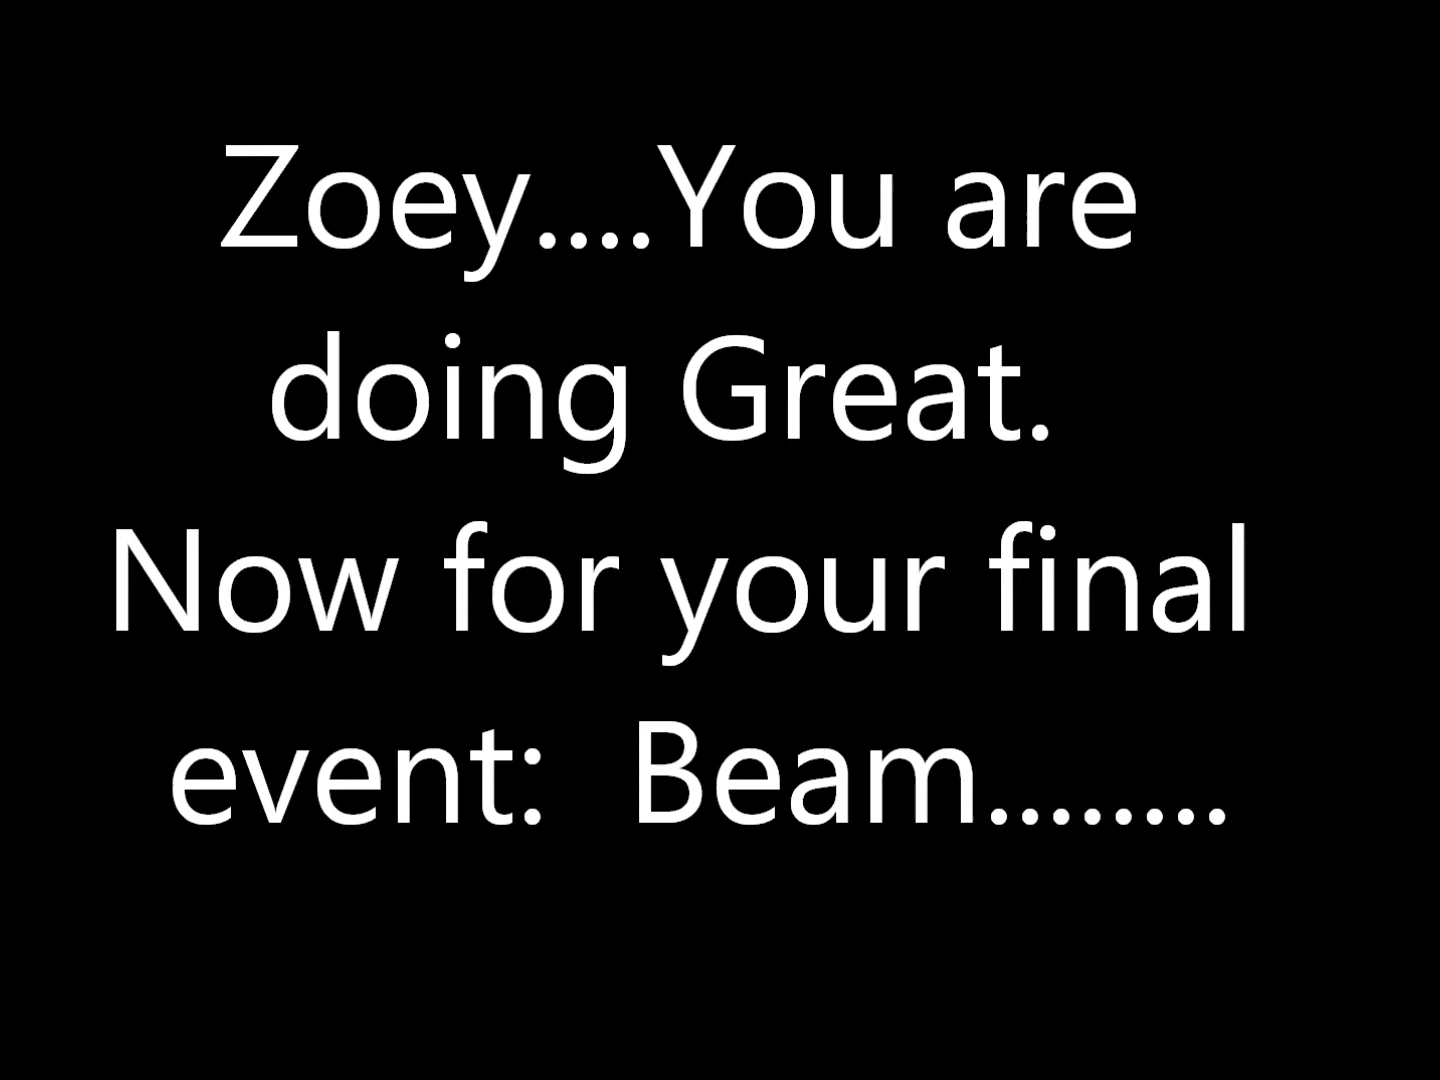 Zoey....You are
doing Great.
Now for your final
event:  Beam........